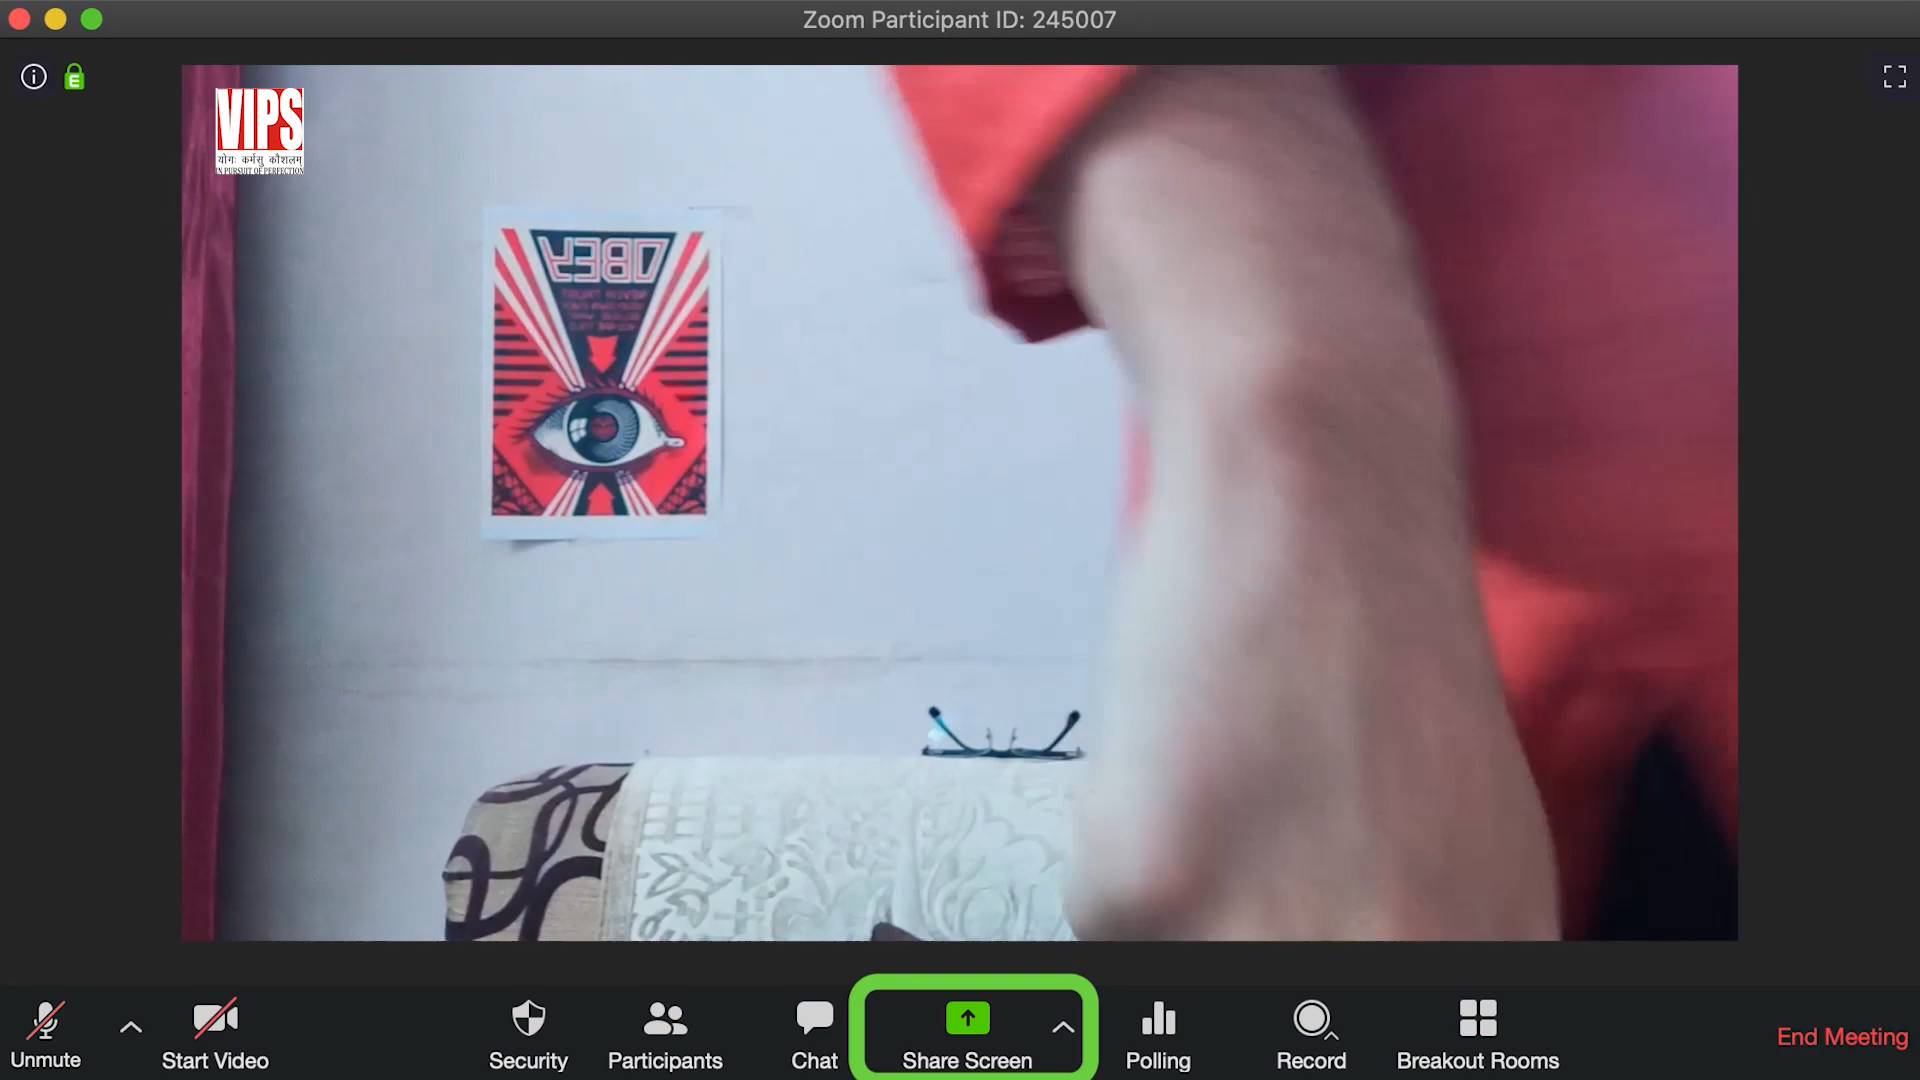 Zoom Participant ID: 245007
E
VIPS
योगः कर्मसु कौशलम्
IN PURSUIT OF PERFECTION
OBEY
Unmute
Start Video
Security
Participants
Chat
Share Screen
Polling
Record
Breakout Rooms
End Meeting